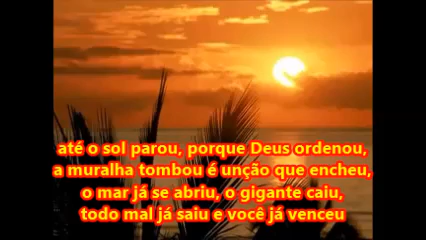 até o sol parou, porque Deus ordenou,
a muralha tombou é unção que encheu,
o mar já se abriu, o gigante caiu,
todo mal já saiu e você já venceu